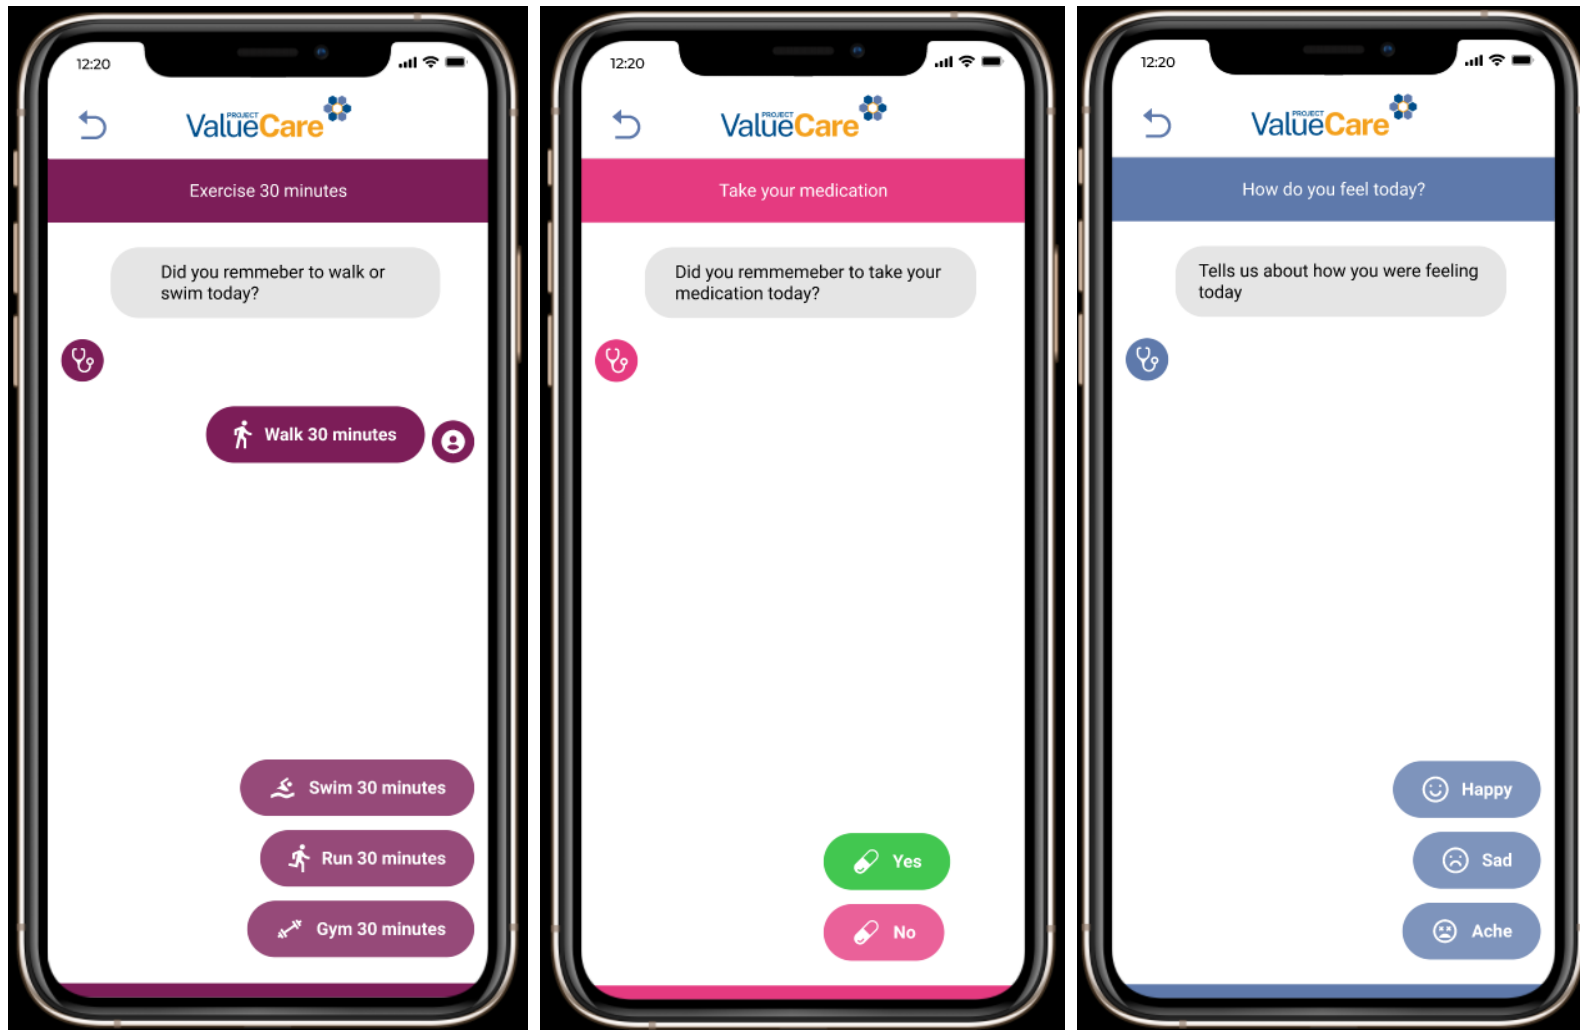 12:20
PROJECT
ValueCare
Exercise 30 minutes
Did you remmeber to walk or
swim today?
Walk 30 minutes
Swim 30 minutes
Run 30 minutes
Gym 30 minutes
12:20
PROJECT
ValueCare
Take your medication
Did you remmemeber to take your
medication today?
Yes
No
12:20
PROJECT
ValueCare
How do you feel today?
Tells us about how you were feeling
today
Happy
Sad
Ache